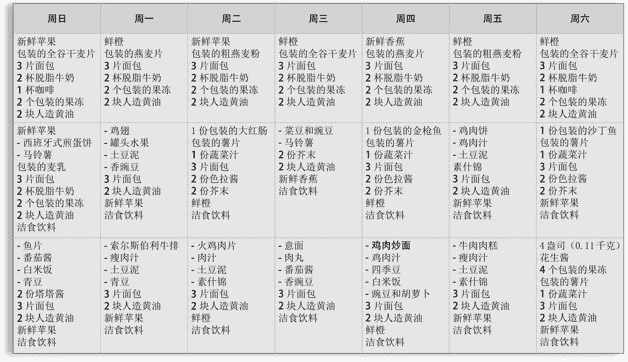 周日
周一
周二
周三
周四
周五
周六
新鲜苹果
包装的全谷干麦片
3 片面包
2 杯脱脂牛奶
1 杯咖啡
2 个包装的果冻
2 块人造黄油
鲜橙
包装的燕麦片
3 片面包
2 杯脱脂牛奶
2 个包装的果冻
2 块人造黄油
新鲜苹果
包装的粗燕麦粉
3 片面包
2 杯脱脂牛奶
2 个包装的果冻
2 块人造黄油
鲜橙
包装的全谷干麦片
3 片面包
2 杯脱脂牛奶
2 个包装的果冻
2 块人造黄油
新鲜香蕉
包装的燕麦片
3 片面包
2 杯脱脂牛奶
2 个包装的果冻
2 块人造黄油
鲜橙
包装的粗燕麦粉
3 片面包
2 杯脱脂牛奶
2 个包装的果冻
2 块人造黄油
鲜橙
包装的全谷干麦片
3 片面包
2 杯脱脂牛奶
1 杯咖啡
2 个包装的果冻
2 块人造黄油
新鲜苹果
- 西班牙式煎蛋饼
- 马铃薯
包装的麦乳
3 片面包
2 杯脱脂牛奶
2 个包装的果冻
2 块人造黄油
洁食饮料
- 鸡翅
- 罐头水果
- 土豆泥
- 香豌豆
3 片面包
2 块人造黄油
新鲜苹果
洁食饮料
1 份包装的大红肠
包装的薯片
1 份蔬菜汁
3 片面包
2 份色拉酱
2 份芥末
鲜橙
洁食饮料
- 菜豆和豌豆
- 马铃薯
2 份芥末
2 块人造黄油
新鲜香蕉
洁食饮料
1 份包装的金枪鱼
包装的薯片
1 份蔬菜汁
3 片面包
2 份色拉酱
2 份芥末
鲜橙
洁食饮料
- 鸡肉饼
- 鸡肉汁
- 土豆泥
素什锦
3 片面包
2 块人造黄油
新鲜苹果
洁食饮料
1 份包装的沙丁鱼
包装的薯片
1 份蔬菜汁
3 片面包
2 份色拉酱
2 份芥末
新鲜苹果
洁食饮料
- 鱼片
- 番茄酱
- 白米饭
- 青豆
2 份塔塔酱
3 片面包
2 块人造黄油
新鲜苹果
洁食饮料
- 索尔斯伯利牛排
- 瘦肉汁
- 土豆泥
- 青豆
3 片面包
2 块人造黄油
新鲜苹果
洁食饮料
- 火鸡肉片
- 肉汁
- 土豆泥
- 素什锦
3 片面包
2 块人造黄油
鲜橙
洁食饮料
- 意面
- 肉丸
- 番茄酱
- 香豌豆
3 片面包
2 块人造黄油
洁食饮料
- 鸡肉炒面
- 鸡肉汁
- 四季豆
- 白米饭
- 豌豆和胡萝卜
3 片面包
2 块人造黄油
鲜橙
洁食饮料
- 牛肉肉糕
- 瘦肉汁
- 土豆泥
- 素什锦
3 片面包
2 块人造黄油
新鲜苹果
洁食饮料
4 盎司（0.11千克）
花生酱
4 个包装的果冻
包装的薯片
1 份蔬菜汁
3 片面包
2 块人造黄油
新鲜苹果
洁食饮料